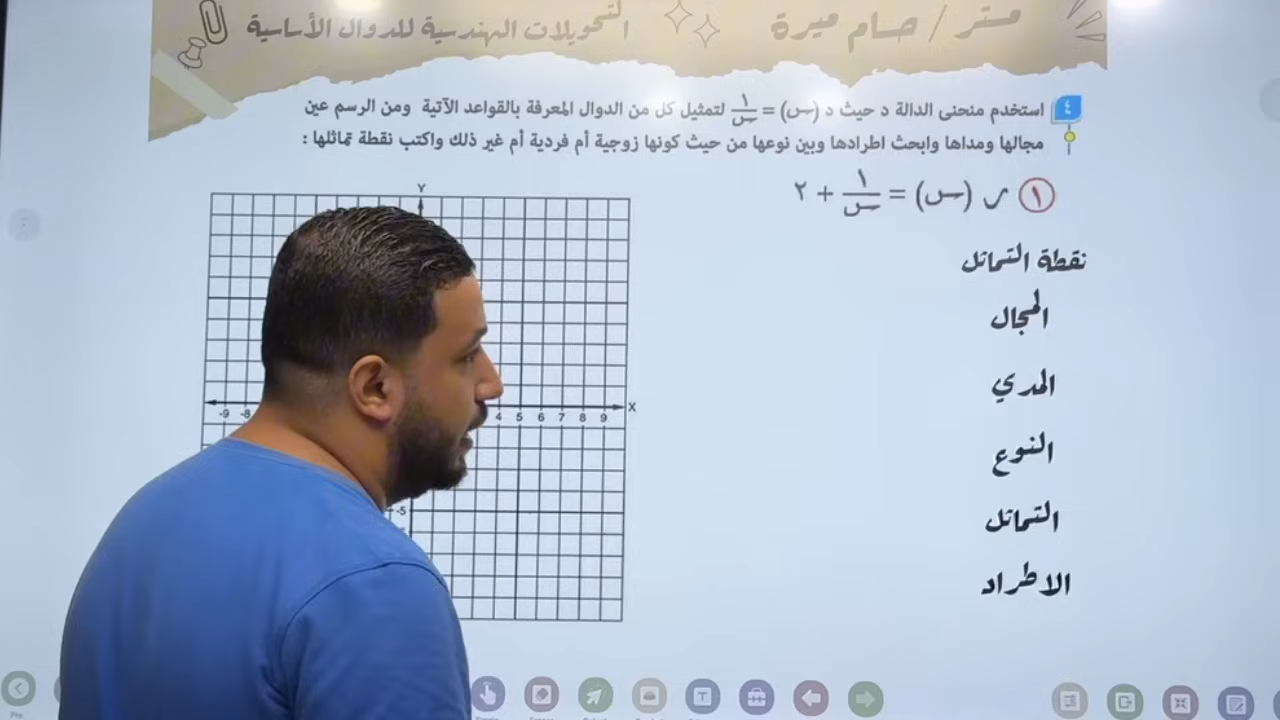 مستر / حسام ميرة
التحويلات الهندسية للدوال الأساسية
٤ استخدم منحنى الدالة د حيث د (س) = ١/س لتمثيل كل من الدوال المعرفة بالقواعد الآتية ومن الرسم عين
مجالها ومداها وابحث اطرادها وبين نوعها من حيث كونها زوجية أم فردية أم غير ذلك واكتب نقطة تماثلها :
١ ر (س) = ١/س + ٢
نقطة التماثل
المجال
المدي
النوع
التماثل
الاطراد
Y
-9 -8 4 5 6 7 8 9 X
-5